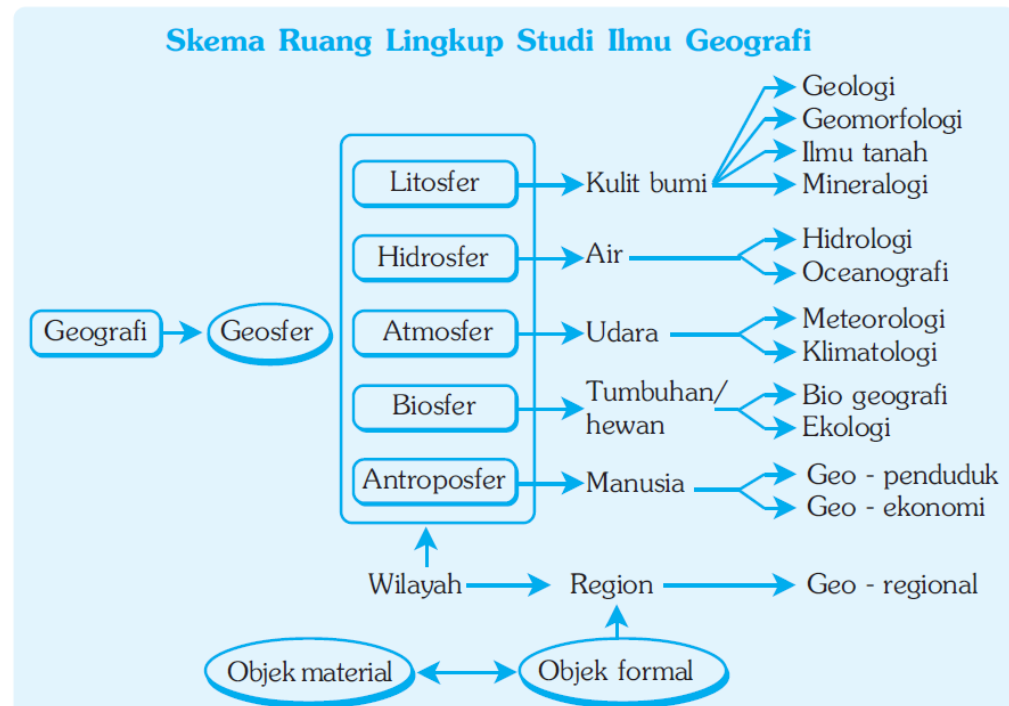 Skema Ruang Lingkup Studi Ilmu Geografi
Geografi
Geosfer
Litosfer
Kulit bumi
Geologi
Geomorfologi
Ilmu tanah
Mineralogi
Hidrosfer
Air
Hidrologi
Oceanografi
Atmosfer
Udara
Meteorologi
Klimatologi
Biosfer
Tumbuhan/
hewan
Bio geografi
Ekologi
Antroposfer
Manusia
Geo - penduduk
Geo - ekonomi
Wilayah
Region
Geo - regional
Objek material
Objek formal